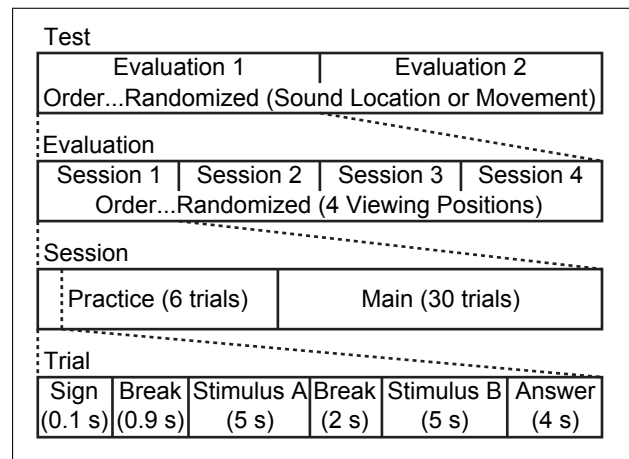 Test
Evaluation 1 Evaluation 2
Order...Randomized (Sound Location or Movement)
Evaluation
Session 1 Session 2 Session 3 Session 4
Order...Randomized (4 Viewing Positions)
Session
Practice (6 trials) Main (30 trials)
Trial
Sign Break Stimulus A Break Stimulus B Answer
(0.1 s) (0.9 s) (5 s) (2 s) (5 s) (4 s)